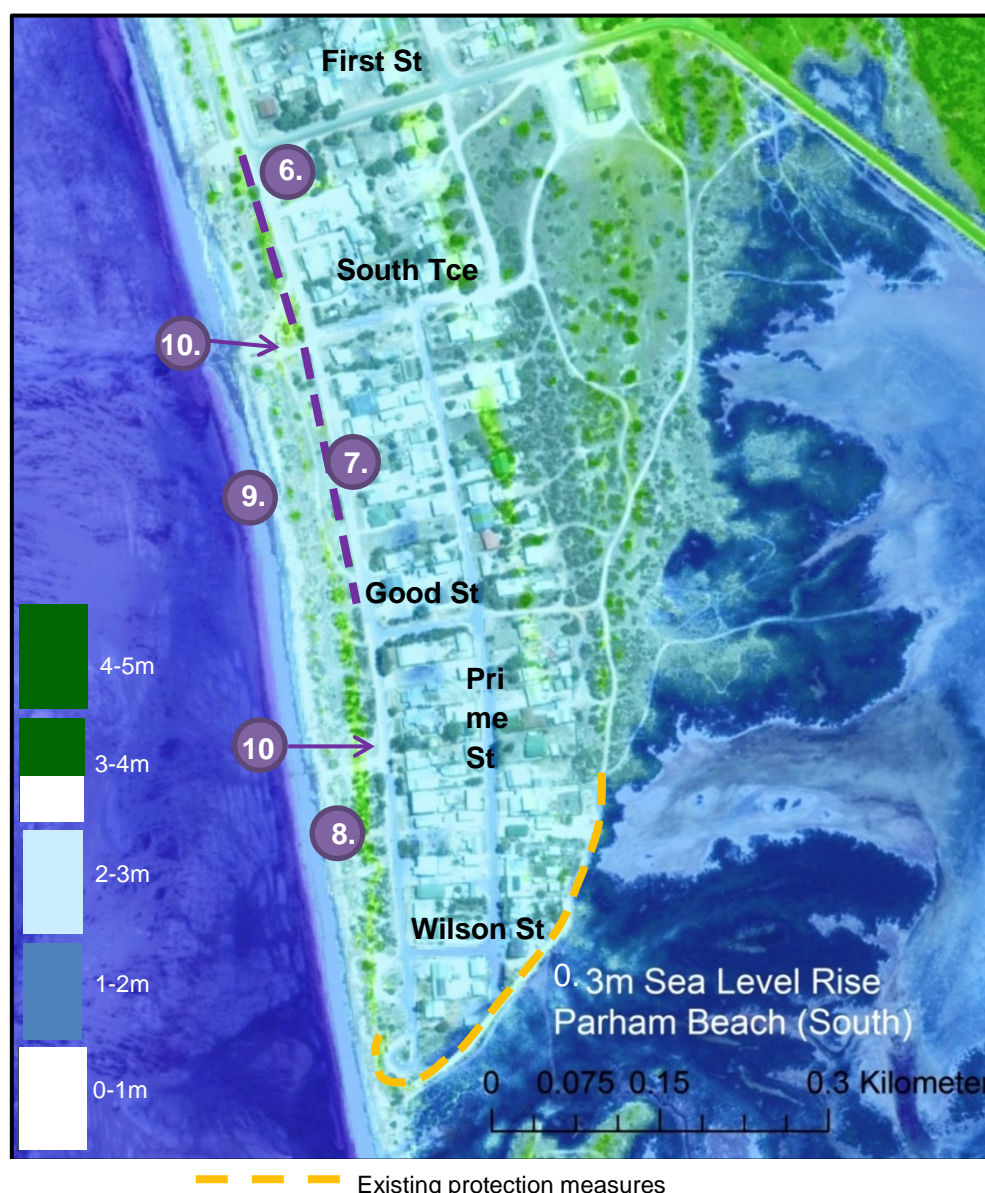 First St
6.
South Tce
10.
7.
9.
Good St
4-5m
Pri
me
St
3-4m
10
8.
2-3m
Wilson St
1-2m
0. 3m Sea Level Rise
Parham Beach (South)
0 0.075 0.15 0.3 Kilometer
0-1m
Existing protection measures